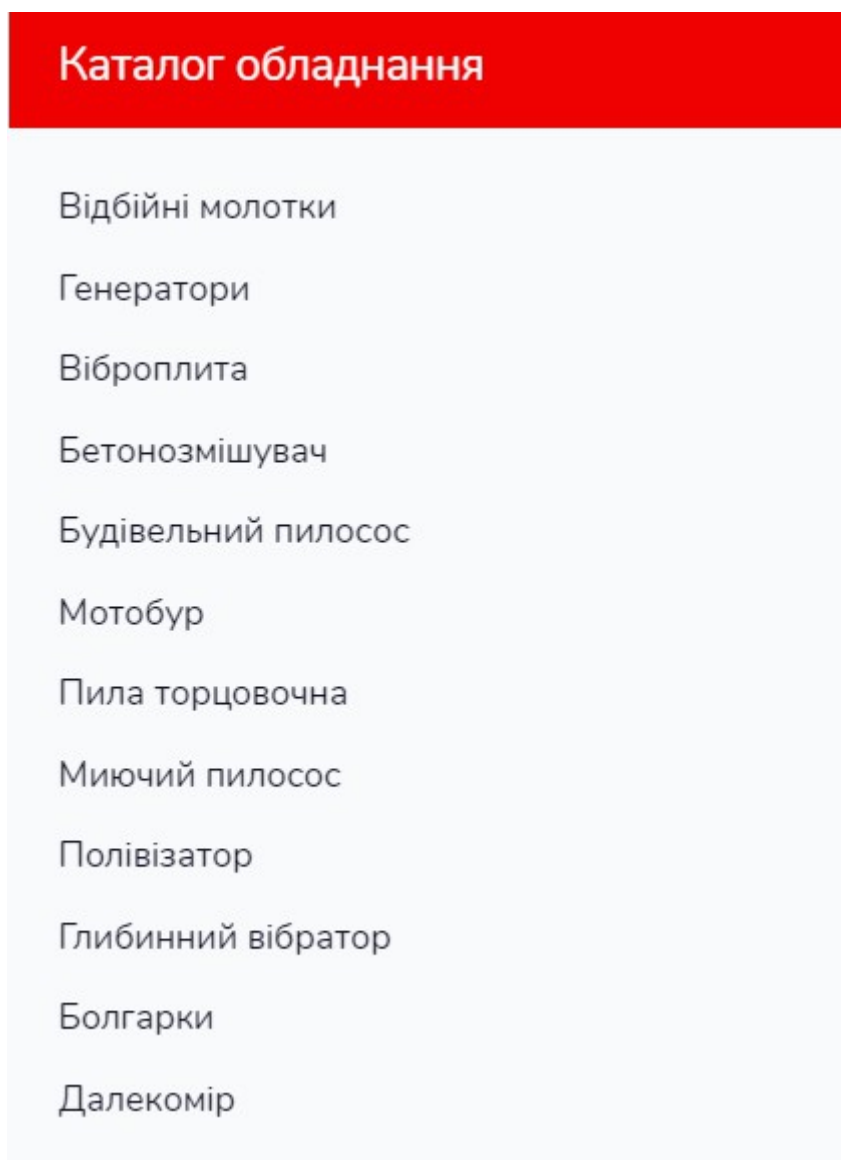 Каталог обладнання
Відбійні молотки
Генератори
Віброплита
Бетонозмішувач
Будівельний пилосос
Мотобур
Пила торцовочна
Миючий пилосос
Полівізатор
Глибинний вібратор
Болгарки
Далекомір